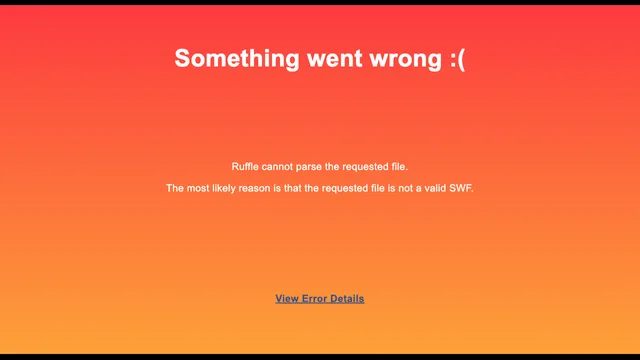 Something went wrong :(
Ruffle cannot parse the requested file.
The most likely reason is that the requested file is not a valid SWF.
View Error Details